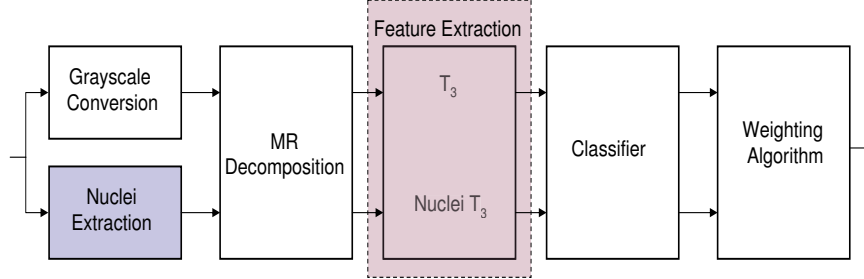 Feature Extraction
Grayscale
Conversion
Nuclei
Extraction
MR
Decomposition
T₃
Nuclei T₃
Classifier
Weighting
Algorithm